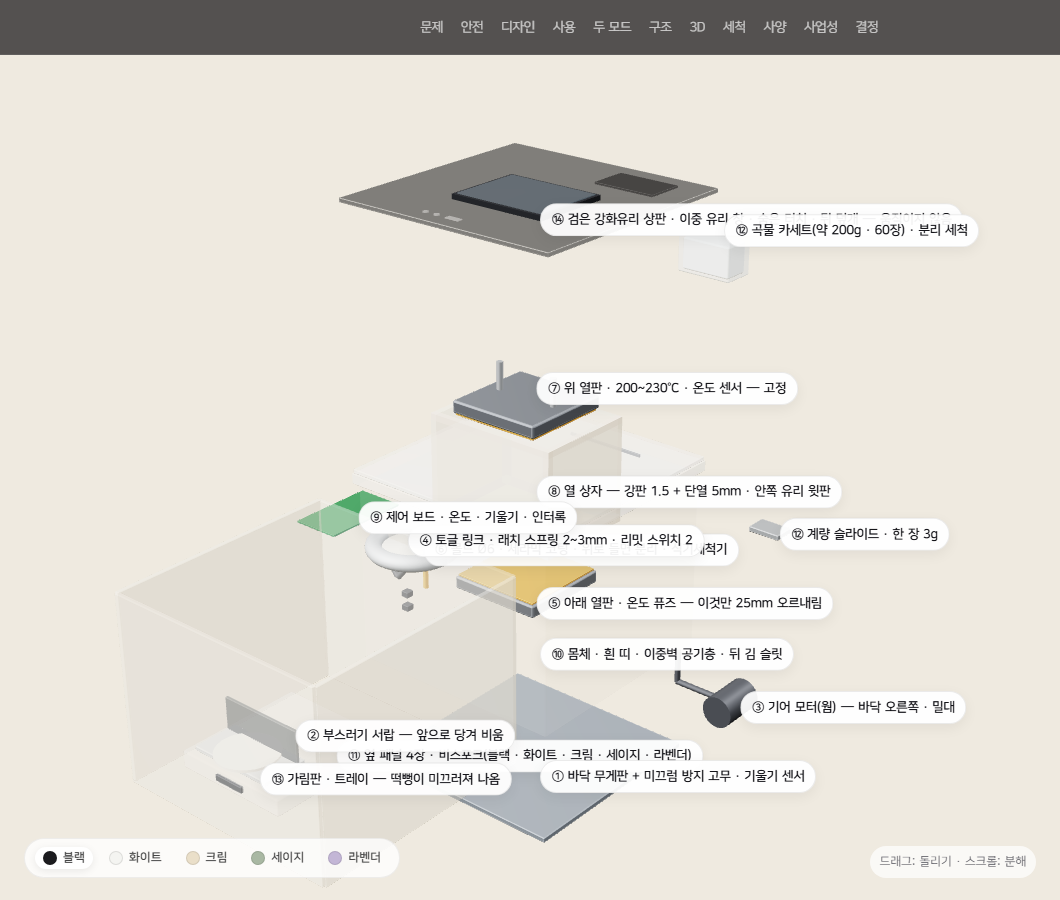 문제 안전 디자인 사용 두 모드 구조 3D 세척 사양 사업성 결정
⑭ 검은 강화유리 상판 · 이중 유리
⑫ 곡물 카세트(약 200g · 60장) · 분리 세척
⑦ 위 열판 · 200~230℃ · 온도 센서 — 고정
⑧ 열 상자 — 강판 1.5 + 단열 5mm · 안쪽 유리 윗판
⑨ 제어 보드 · 온도 · 기울기 · 인터록
④ 토글 링크 · 래치 스프링 2~3mm · 리밋 스위치 2
척기
⑫ 계량 슬라이드 · 한 장 3g
⑤ 아래 열판 · 온도 퓨즈 — 이것만 25mm 오르내림
⑩ 몸체 · 흰 띠 · 이중벽 공기층 · 뒤 김 슬릿
③ 기어 모터(웜) — 바닥 오른쪽 · 밀대
② 부스러기 서랍 — 앞으로 당겨 비움
⑪ 옆 패널 4장 · 비스포크(블랙 · 화이트 · 크림 · 세이지 · 라벤더)
⑬ 가림판 · 트레이 — 떡뻥이 미끄러져 나옴
① 바닥 무게판 + 미끄럼 방지 고무 · 기울기 센서
블랙 화이트 크림 세이지 라벤더
드래그: 돌리기 · 스크롤: 분해